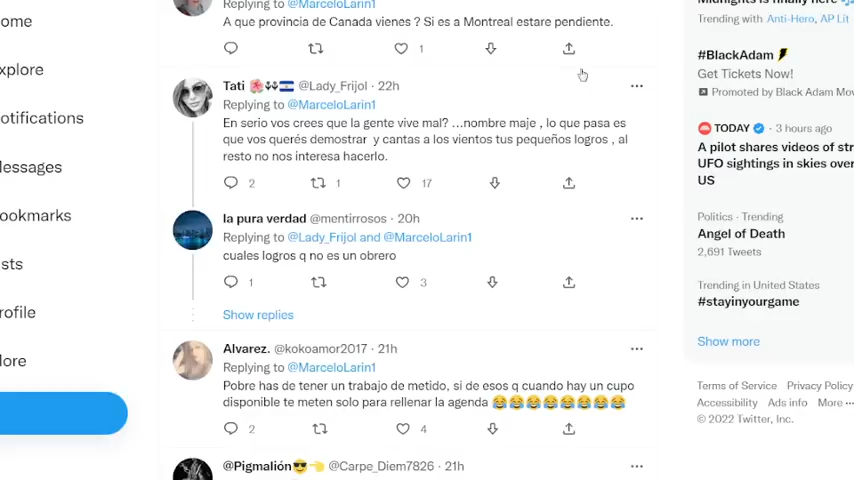 Replying to @MarceloLarin1
A que provincia de Canada vienes ? Si es a Montreal estare pendiente.
1
Tati @Lady_Frijol · 22h
Replying to @MarceloLarin1
En serio vos crees que la gente vive mal? ...nombre maje , lo que pasa es
que vos querés demostrar y cantas a los vientos tus pequeños logros , al
resto no nos interesa hacerlo.
2 1 17
la pura verdad @mentirrosos · 20h
Replying to @Lady_Frijol and @MarceloLarin1
cuales logros q no es un obrero
1 3
Show replies
Alvarez. @kokoamor2017 · 21h
Replying to @MarceloLarin1
Pobre has de tener un trabajo de metido, si de esos q cuando hay un cupo
disponible te meten solo para rellenar la agenda 😂😂😂😂😂😂😂😂
2 4
@Pigmalión😎👈 @Carpe_Diem7826 · 21h
ome
xplore
otifications
essages
ookmarks
sts
rofile
ore
Trending with Anti-Hero, AP Lit
#BlackAdam
Get Tickets Now!
Promoted by Black Adam Mov
TODAY · 3 hours ago
A pilot shares videos of str
UFO sightings in skies over
US
Politics · Trending
Angel of Death
2,691 Tweets
Trending in United States
#stayinyourgame
Show more
Terms of Service Privacy Policy
Accessibility Ads info More ···
© 2022 Twitter, Inc.